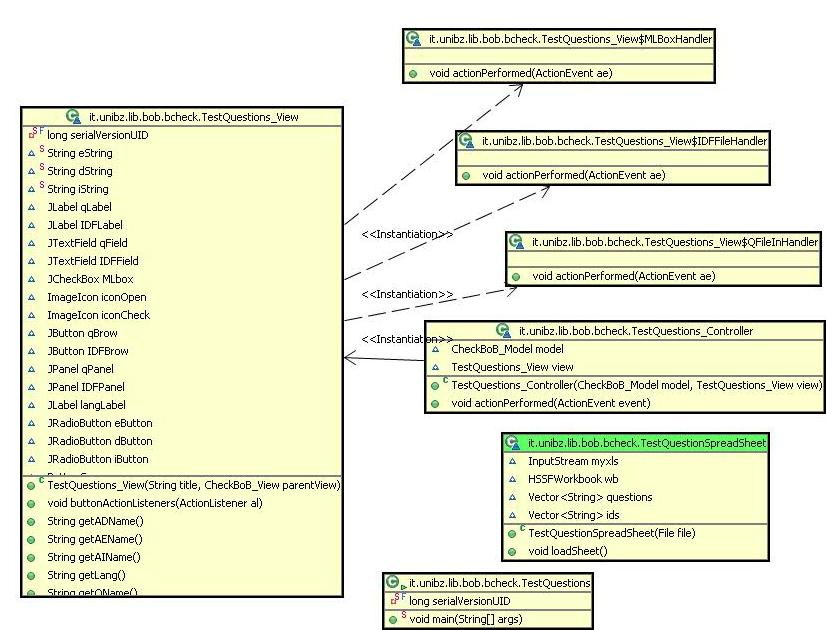 it.unibz.lib.bob.bcheck.TestQuestions_View$MLBoxHandler
void actionPerformed(ActionEvent ae)
it.unibz.lib.bob.bcheck.TestQuestions_View
S F long serialVersionUID
S String eString
S String dString
S String iString
JLabel qLabel
JLabel IDFLabel
JTextField qField
JTextField IDFField
JCheckBox MLbox
ImageIcon iconOpen
ImageIcon iconCheck
JButton qBrow
JButton IDFBrow
JPanel qPanel
JPanel IDFPanel
JLabel langLabel
JRadioButton eButton
JRadioButton dButton
JRadioButton iButton
C TestQuestions_View(String title, CheckBoB_View parentView)
void buttonActionListeners(ActionListener al)
String getADName()
String getAEName()
String getAIName()
String getLang()
String getQName()
it.unibz.lib.bob.bcheck.TestQuestions_View$IDFFileHandler
void actionPerformed(ActionEvent ae)
<<Instantiation>>
it.unibz.lib.bob.bcheck.TestQuestions_View$QFileInHandler
void actionPerformed(ActionEvent ae)
<<Instantiation>>
<<Instantiation>>
it.unibz.lib.bob.bcheck.TestQuestions_Controller
CheckBoB_Model model
TestQuestions_View view
C TestQuestions_Controller(CheckBoB_Model model, TestQuestions_View view)
void actionPerformed(ActionEvent event)
it.unibz.lib.bob.bcheck.TestQuestionSpreadSheet
InputStream myxls
HSSFWorkbook wb
Vector<String> questions
Vector<String> ids
C TestQuestionSpreadSheet(File file)
void loadSheet()
it.unibz.lib.bob.bcheck.TestQuestions
S F long serialVersionUID
S void main(String[] args)